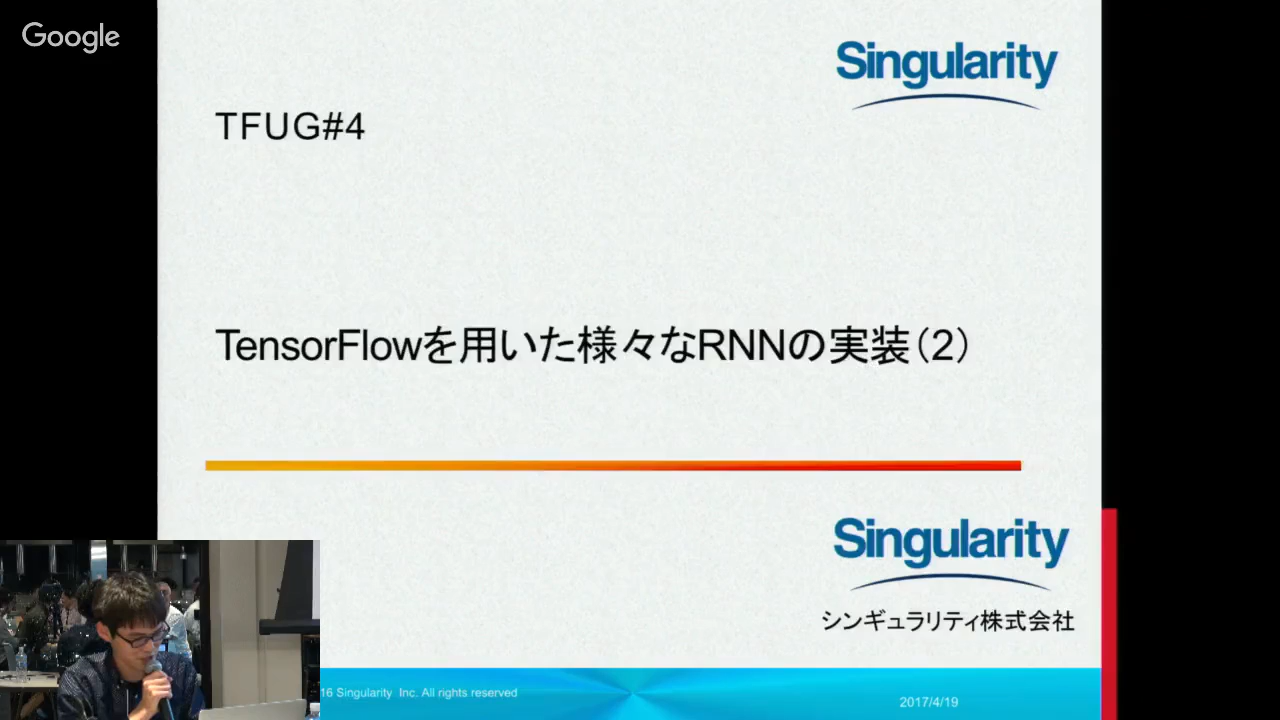 Google
Singularity
TFUG#4
TensorFlowを用いた様々なRNNの実装(2)
Singularity
シンギュラリティ株式会社
16 Singularity Inc. All rights reserved
2017/4/19